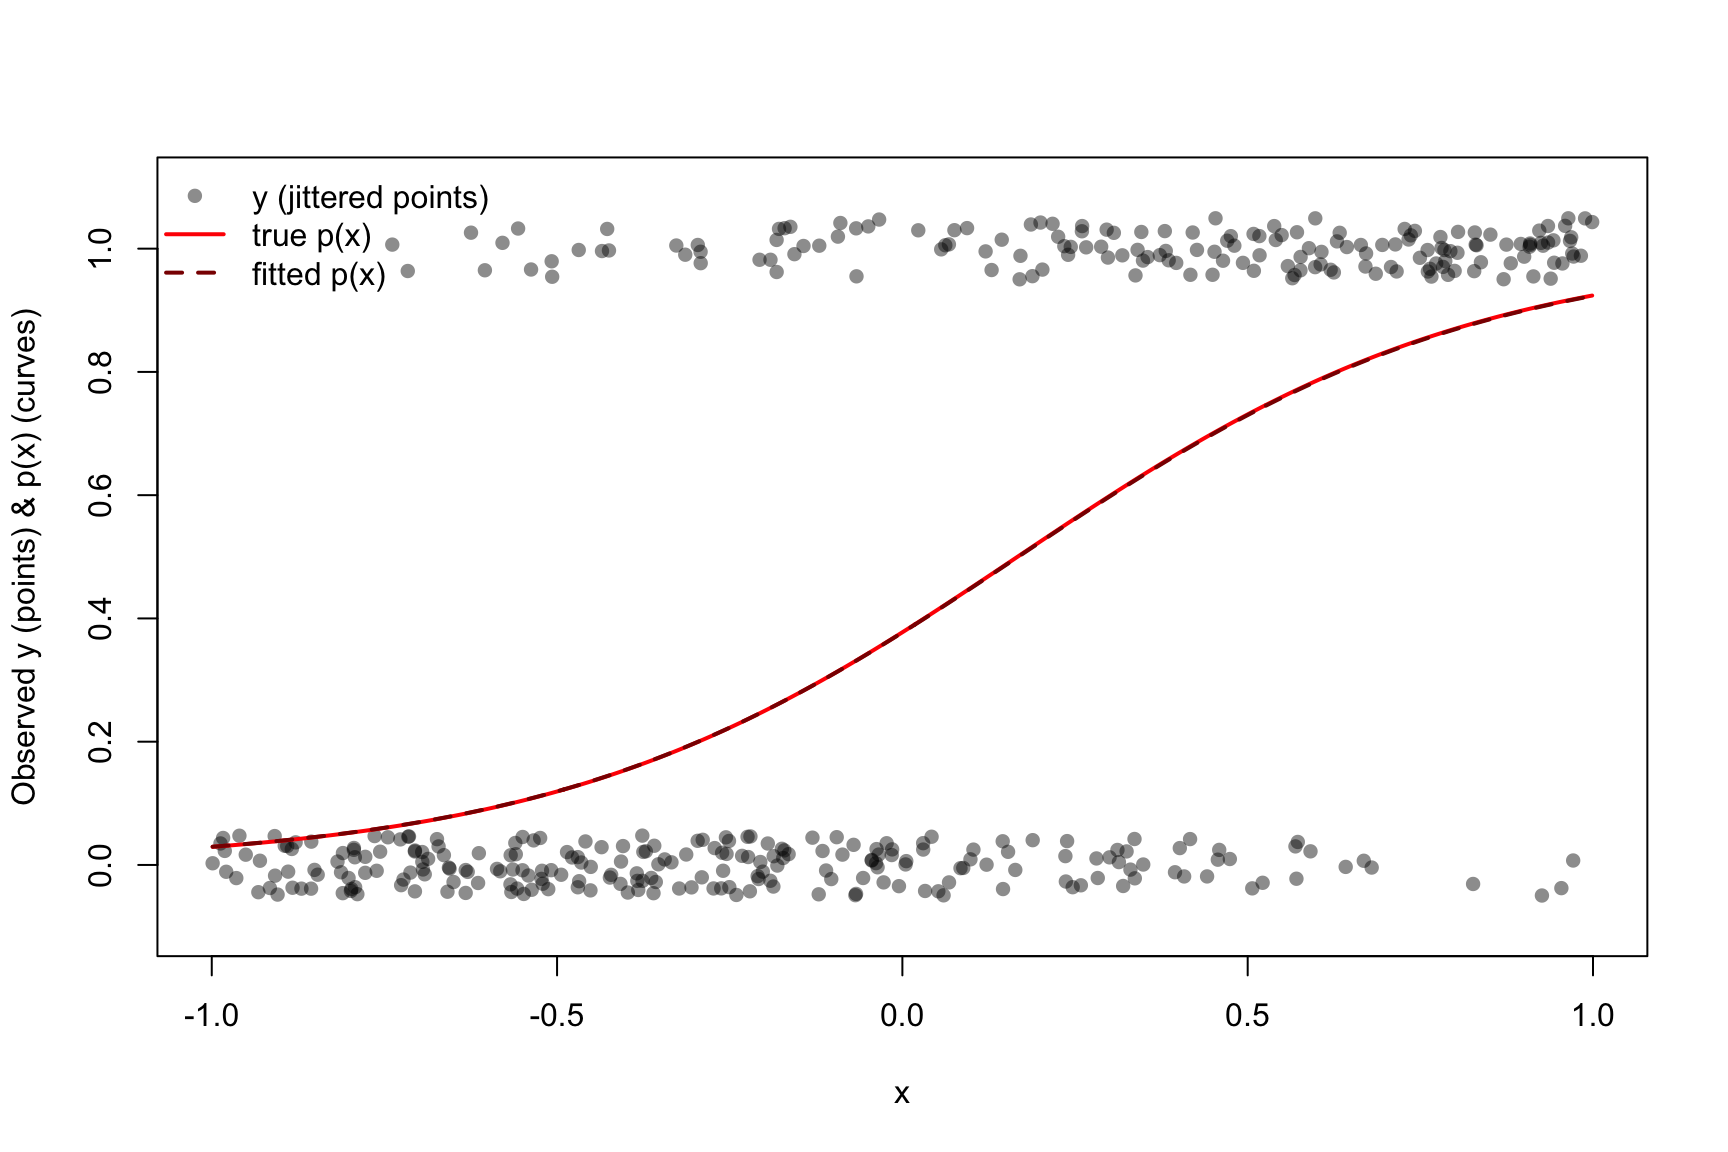 y (jittered points)
true p(x)
fitted p(x)
Observed y (points) & p(x) (curves)
1.0
0.8
0.6
0.4
0.2
0.0
-1.0 -0.5 0.0 0.5 1.0
x